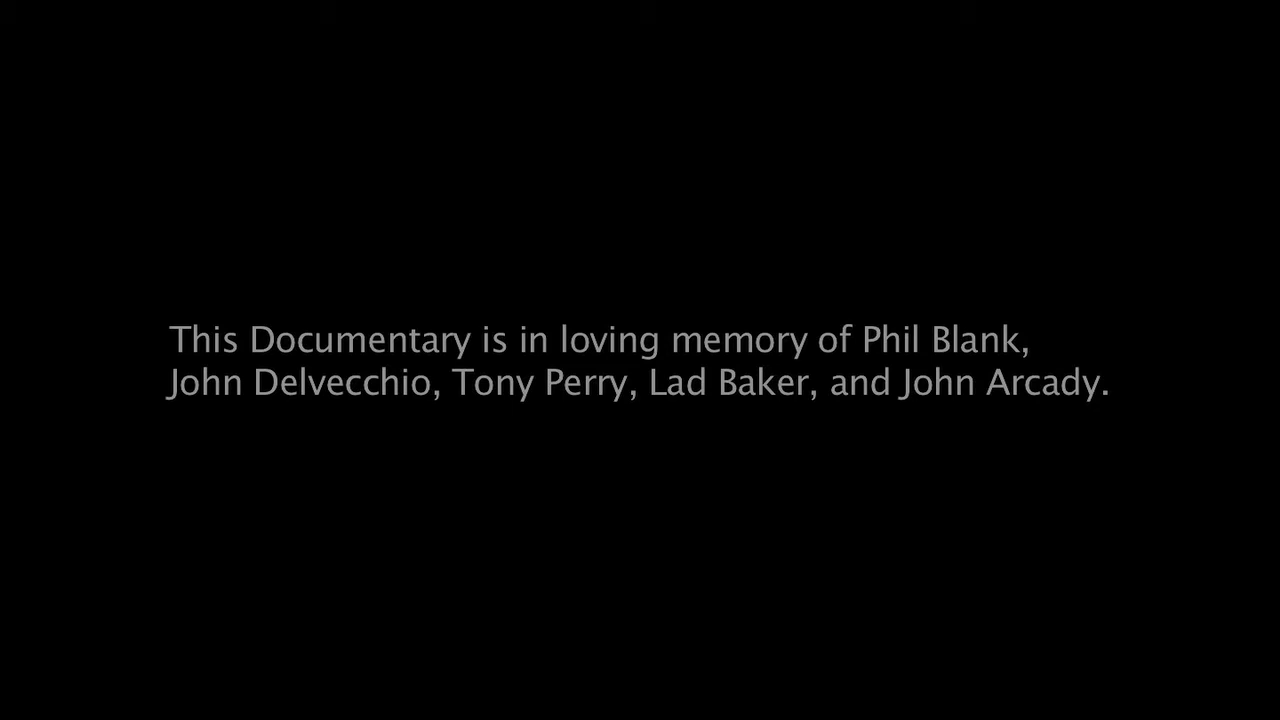 This Documentary is in loving memory of Phil Blank,
John Delvecchio, Tony Perry, Lad Baker, and John Arcady.